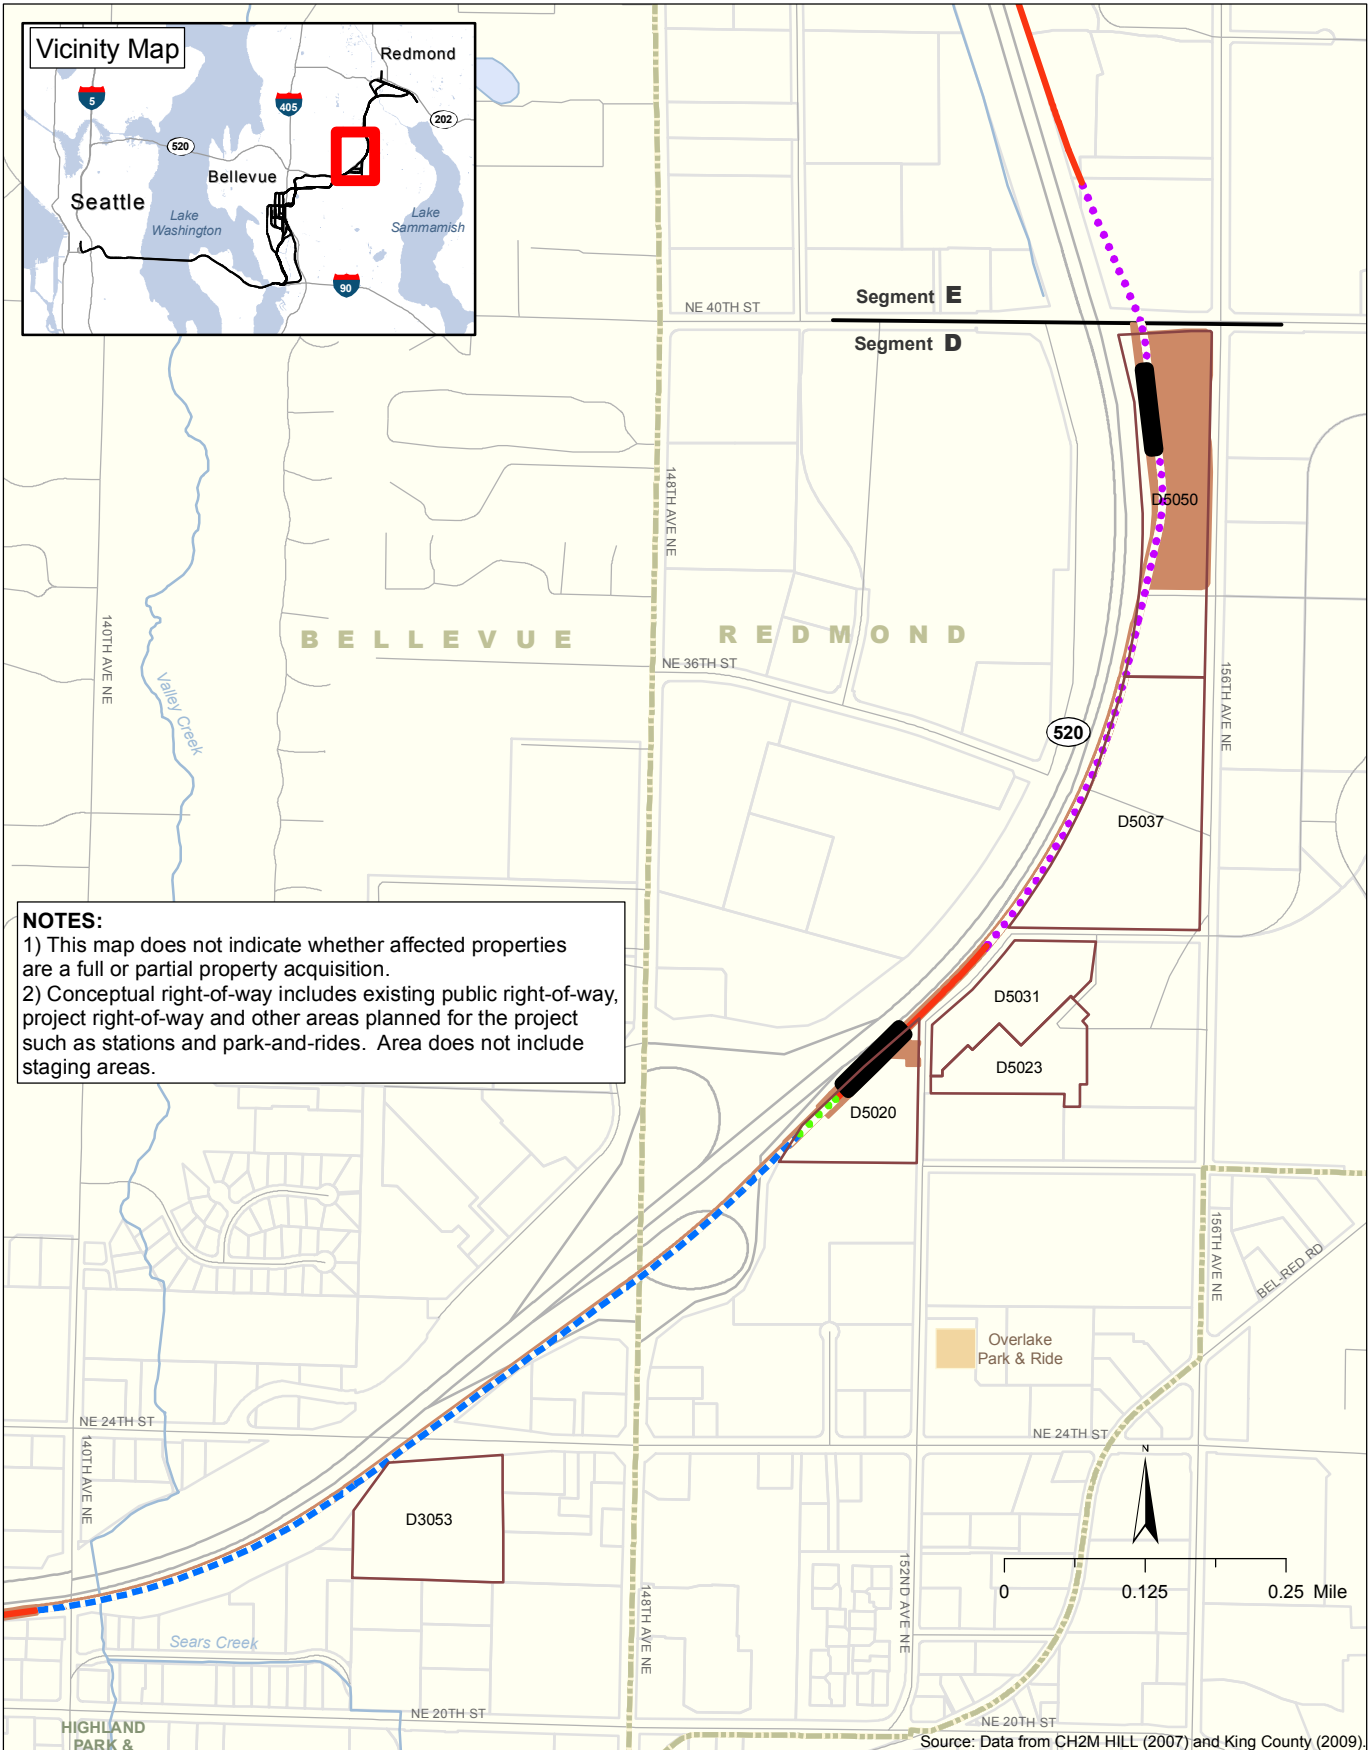 Vicinity Map
Redmond
5
405
202
520
Bellevue
Seattle
Lake
Washington
Lake
Sammamish
90
NE 40TH ST
Segment E
Segment D
D5050
148TH AVE NE
140TH AVE NE
BELLEVUE
REDMOND
NE 36TH ST
156TH AVE NE
Valley Creek
520
D5037
NOTES:
1) This map does not indicate whether affected properties
are a full or partial property acquisition.
2) Conceptual right-of-way includes existing public right-of-way,
project right-of-way and other areas planned for the project
such as stations and park-and-rides. Area does not include
staging areas.
D5031
D5023
D5020
156TH AVE NE
BEL-RED RD
Overlake
Park & Ride
NE 24TH ST
NE 24TH ST
140TH AVE NE
N
D3053
152ND AVE NE
148TH AVE NE
0
0.125
0.25 Mile
Sears Creek
NE 20TH ST
NE 20TH ST
HIGHLAND
PARK &
Source: Data from CH2M HILL (2007) and King County (2009).